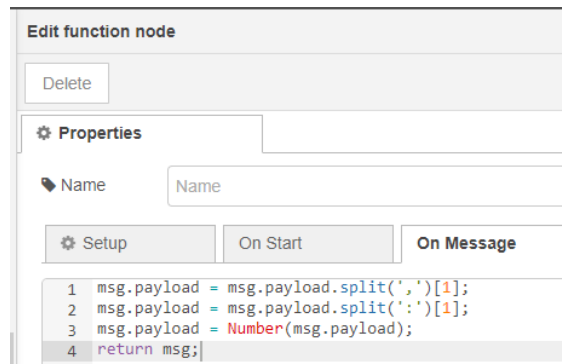 Edit function node
Delete
Properties
Name Name
Setup On Start On Message
1 msg.payload = msg.payload.split(',')[1];
2 msg.payload = msg.payload.split(':')[1];
3 msg.payload = Number(msg.payload);
4 return msg;